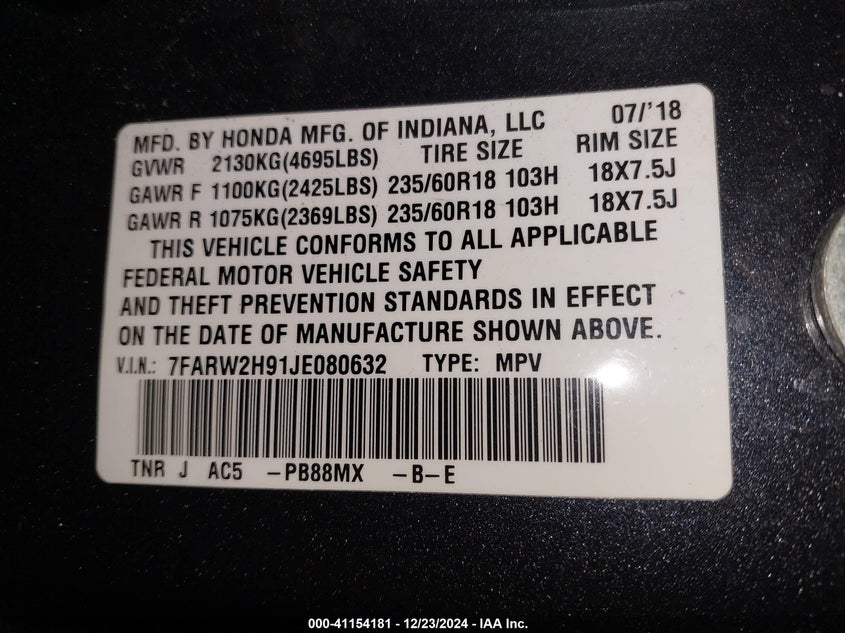 MFD. BY HONDA MFG. OF INDIANA, LLC 07/'18
GVWR 2130KG(4695LBS) TIRE SIZE RIM SIZE
GAWR F 1100KG(2425LBS) 235/60R18 103H 18X7.5J
GAWR R 1075KG(2369LBS) 235/60R18 103H 18X7.5J
THIS VEHICLE CONFORMS TO ALL APPLICABLE
FEDERAL MOTOR VEHICLE SAFETY
AND THEFT PREVENTION STANDARDS IN EFFECT
ON THE DATE OF MANUFACTURE SHOWN ABOVE.
V.I.N.: 7FARW2H91JE080632 TYPE: MPV
TNR J AC5 -PB88MX -B-E
000-41154181 - 12/23/2024 - IAA Inc.